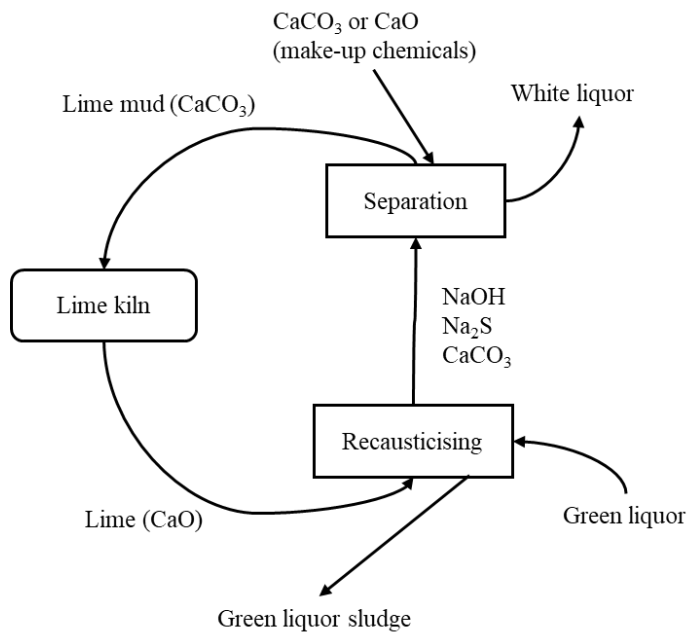 CaCO₃ or CaO
(make-up chemicals)
White liquor
Lime mud (CaCO₃)
Separation
Lime kiln
NaOH
Na₂S
CaCO₃
Recausticising
Lime (CaO)
Green liquor
Green liquor sludge